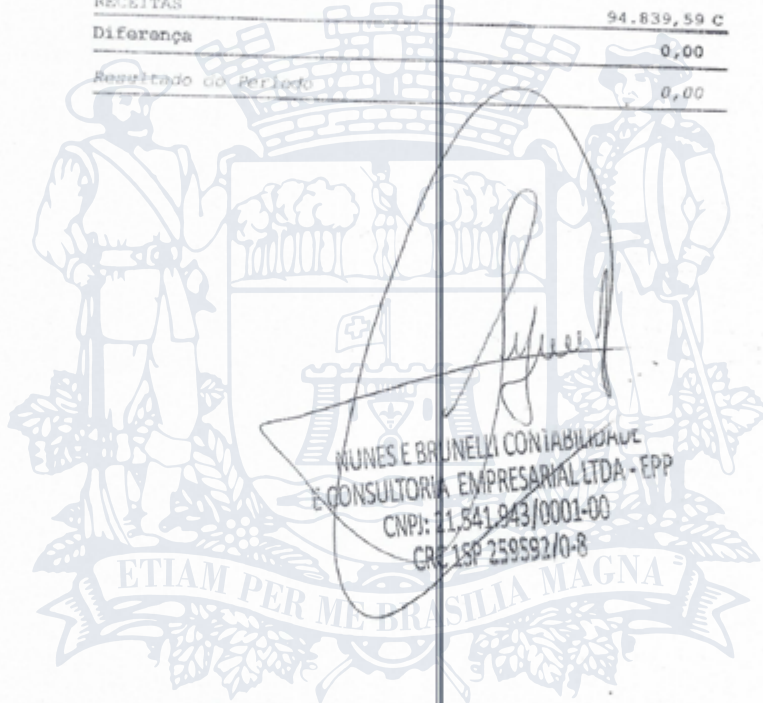 RECEITAS 94.839,59 C
Diferença 0,00
Resultado do Período 0,00
NUNES E BRUNELLI CONTABILIDADE
E CONSULTORIA EMPRESARIAL LTDA - EPP
CNPJ: 21.541.943/0001-00
CRC 1SP 259592/O-8
ETIAM PER ME BRASILIA MAGNA